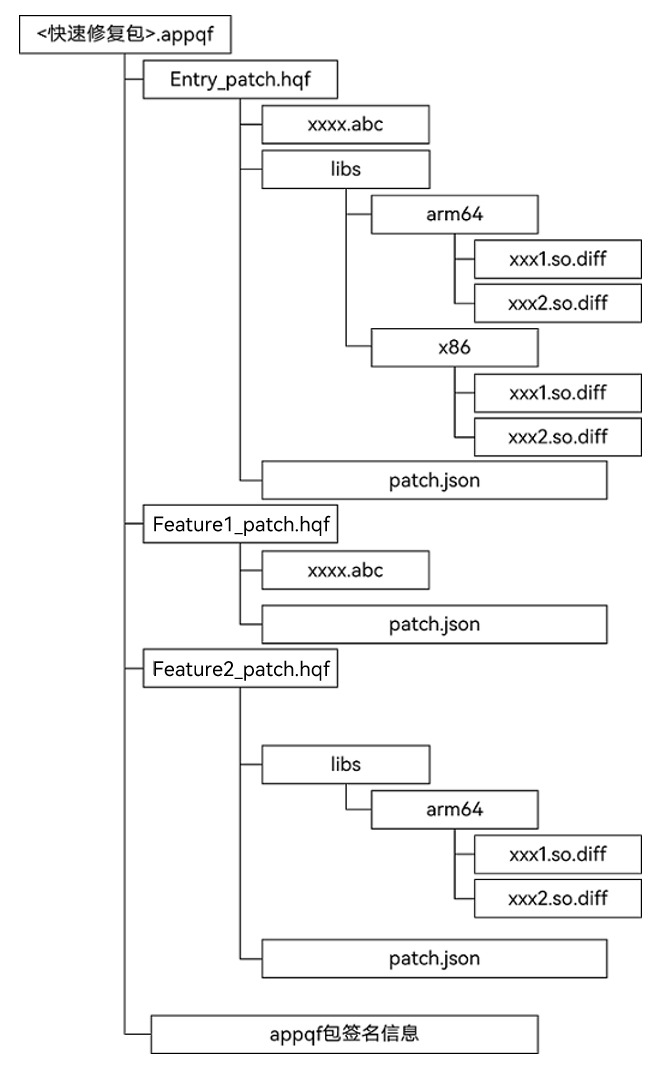 <快速修复包>.appqf
Entry_patch.hqf
xxxx.abc
libs
arm64
xxx1.so.diff
xxx2.so.diff
x86
xxx1.so.diff
xxx2.so.diff
patch.json
Feature1_patch.hqf
xxxx.abc
patch.json
Feature2_patch.hqf
libs
arm64
xxx1.so.diff
xxx2.so.diff
patch.json
appqf包签名信息